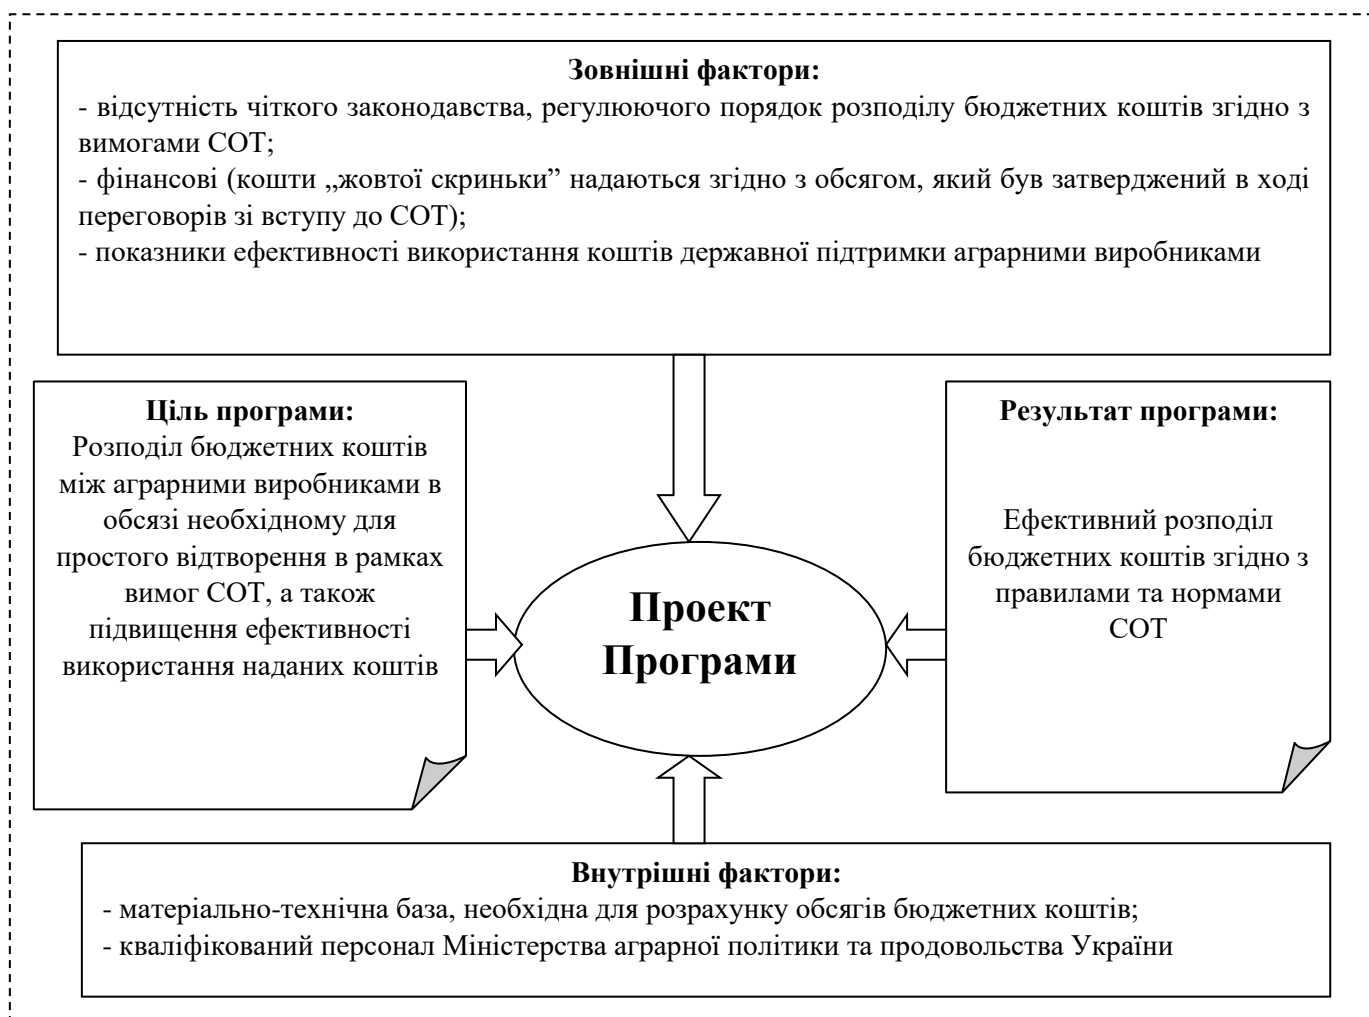 Зовнішні фактори:
- відсутність чіткого законодавства, регулюючого порядок розподілу бюджетних коштів згідно з
вимогами СОТ;
- фінансові (кошти „жовтої скриньки” надаються згідно з обсягом, який був затверджений в ході
переговорів зі вступу до СОТ);
- показники ефективності використання коштів державної підтримки аграрними виробниками
Ціль програми:
Розподіл бюджетних коштів
між аграрними виробниками в
обсязі необхідному для
простого відтворення в рамках
вимог СОТ, а також
підвищення ефективності
використання наданих коштів
Проект
Програми
Результат програми:
Ефективний розподіл
бюджетних коштів згідно з
правилами та нормами
СОТ
Внутрішні фактори:
- матеріально-технічна база, необхідна для розрахунку обсягів бюджетних коштів;
- кваліфікований персонал Міністерства аграрної політики та продовольства України